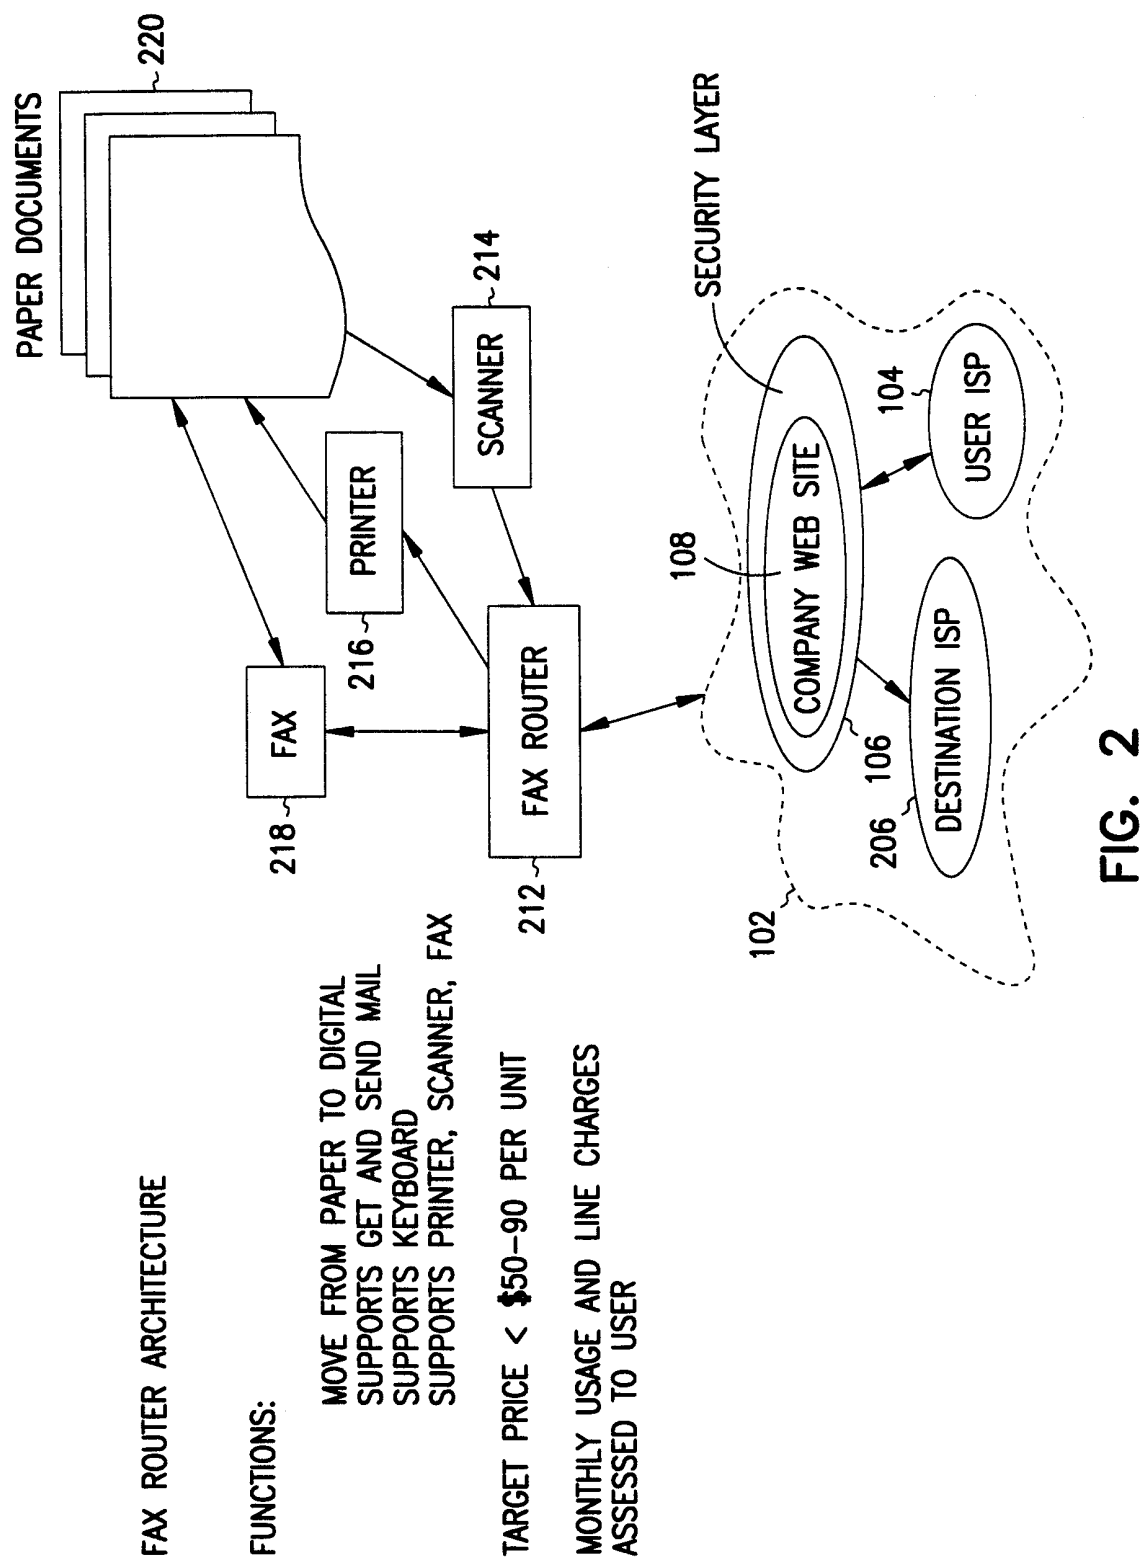 FAX ROUTER ARCHITECTURE
FUNCTIONS:
MOVE FROM PAPER TO DIGITAL
SUPPORTS GET AND SEND MAIL
SUPPORTS KEYBOARD
SUPPORTS PRINTER, SCANNER, FAX
TARGET PRICE < $50-90 PER UNIT
MONTHLY USAGE AND LINE CHARGES
ASSESSED TO USER
PAPER DOCUMENTS
220
FAX
218
PRINTER
216
SCANNER
214
FAX ROUTER
212
SECURITY LAYER
108
COMPANY WEB SITE
106
104
USER ISP
206
DESTINATION ISP
102
FIG. 2